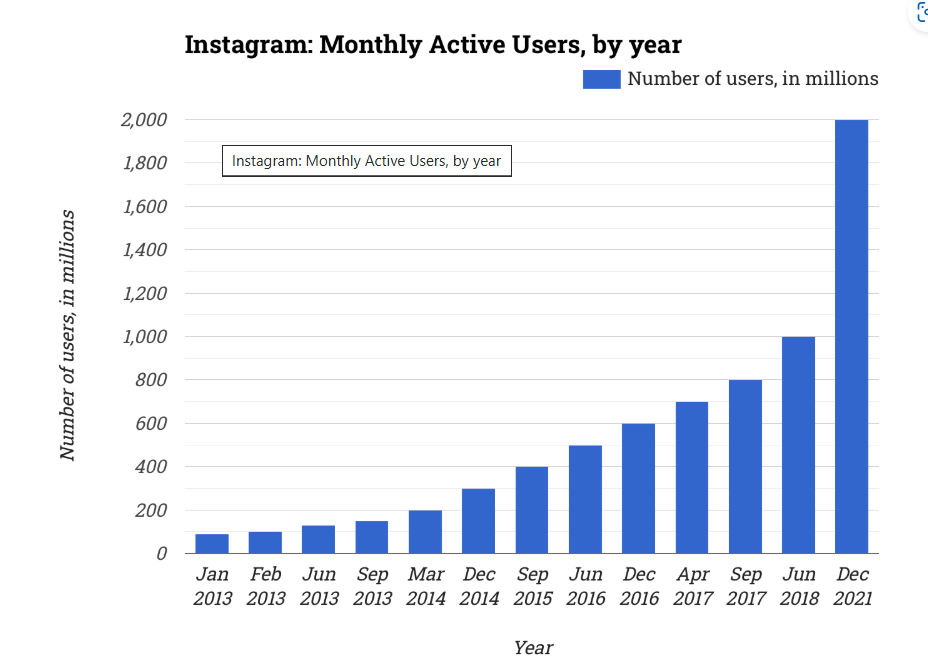 Instagram: Monthly Active Users, by year
Number of users, in millions
2,000
1,800
1,600
1,400
1,200
1,000
800
600
400
200
0
Instagram: Monthly Active Users, by year
Number of users, in millions
Jan Feb Jun Sep Mar Dec Sep Jun Dec Apr Sep Jun Dec
2013 2013 2013 2013 2014 2014 2015 2016 2016 2017 2017 2018 2021
Year